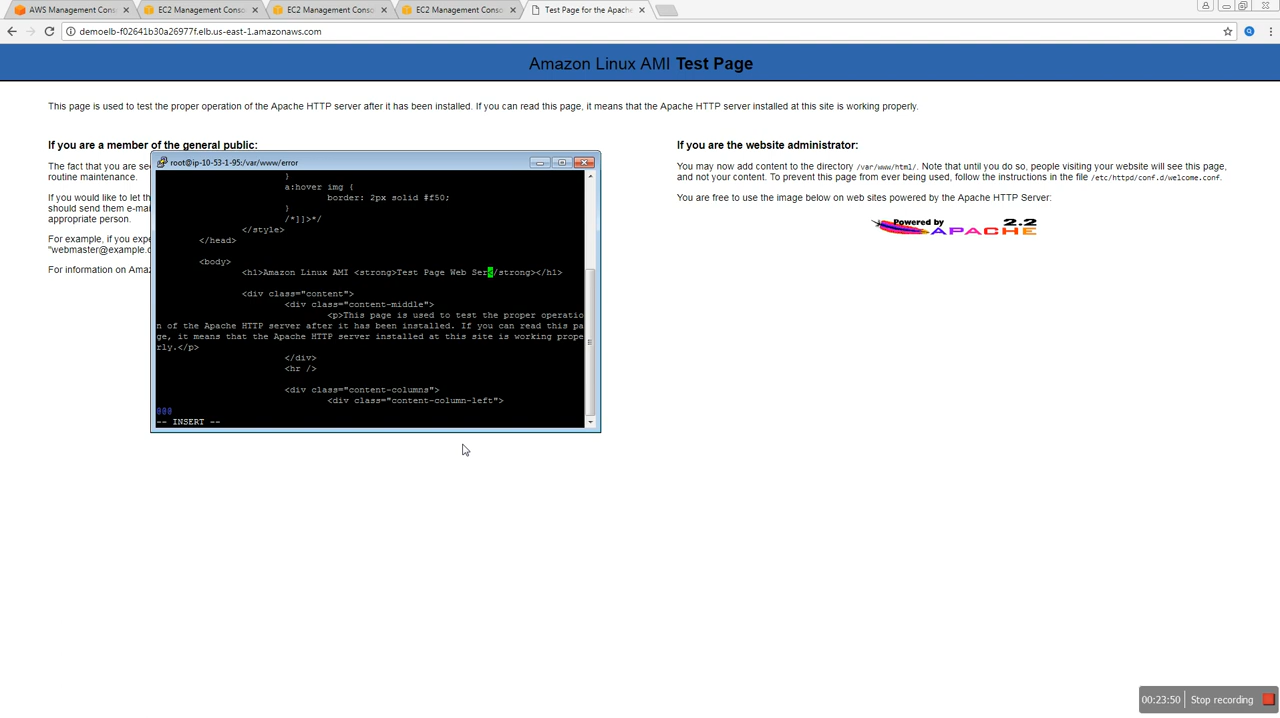 AWS Management Cons
EC2 Management Conso
EC2 Management Conso
EC2 Management Conso
Test Page for the Apache
demoelb-f02641b30a26977f.elb.us-east-1.amazonaws.com
Amazon Linux AMI Test Page
This page is used to test the proper operation of the Apache HTTP server after it has been installed. If you can read this page, it means that the Apache HTTP server installed at this site is working properly.
If you are a member of the general public:
The fact that you are see
routine maintenance.
If you would like to let th
should send them e-ma
appropriate person.
For example, if you expe
"webmaster@example.c
For information on Amaz
root@ip-10-53-1-95:/var/www/error
}
a:hover img {
border: 2px solid #f50;
}
/*]]>*/
</style>
</head>
<body>
<h1>Amazon Linux AMI <strong>Test Page Web Ser</strong></h1>
<div class="content">
<div class="content-middle">
<p>This page is used to test the proper operatio
n of the Apache HTTP server after it has been installed. If you can read this pa
ge, it means that the Apache HTTP server installed at this site is working prope
rly.</p>
</div>
<hr />
<div class="content-columns">
<div class="content-column-left">
@@@
-- INSERT --
If you are the website administrator:
You may now add content to the directory /var/www/html/. Note that until you do so, people visiting your website will see this page,
and not your content. To prevent this page from ever being used, follow the instructions in the file /etc/httpd/conf.d/welcome.conf.
You are free to use the image below on web sites powered by the Apache HTTP Server:
Powered by
APACHE 2.2
00:23:50 Stop recording